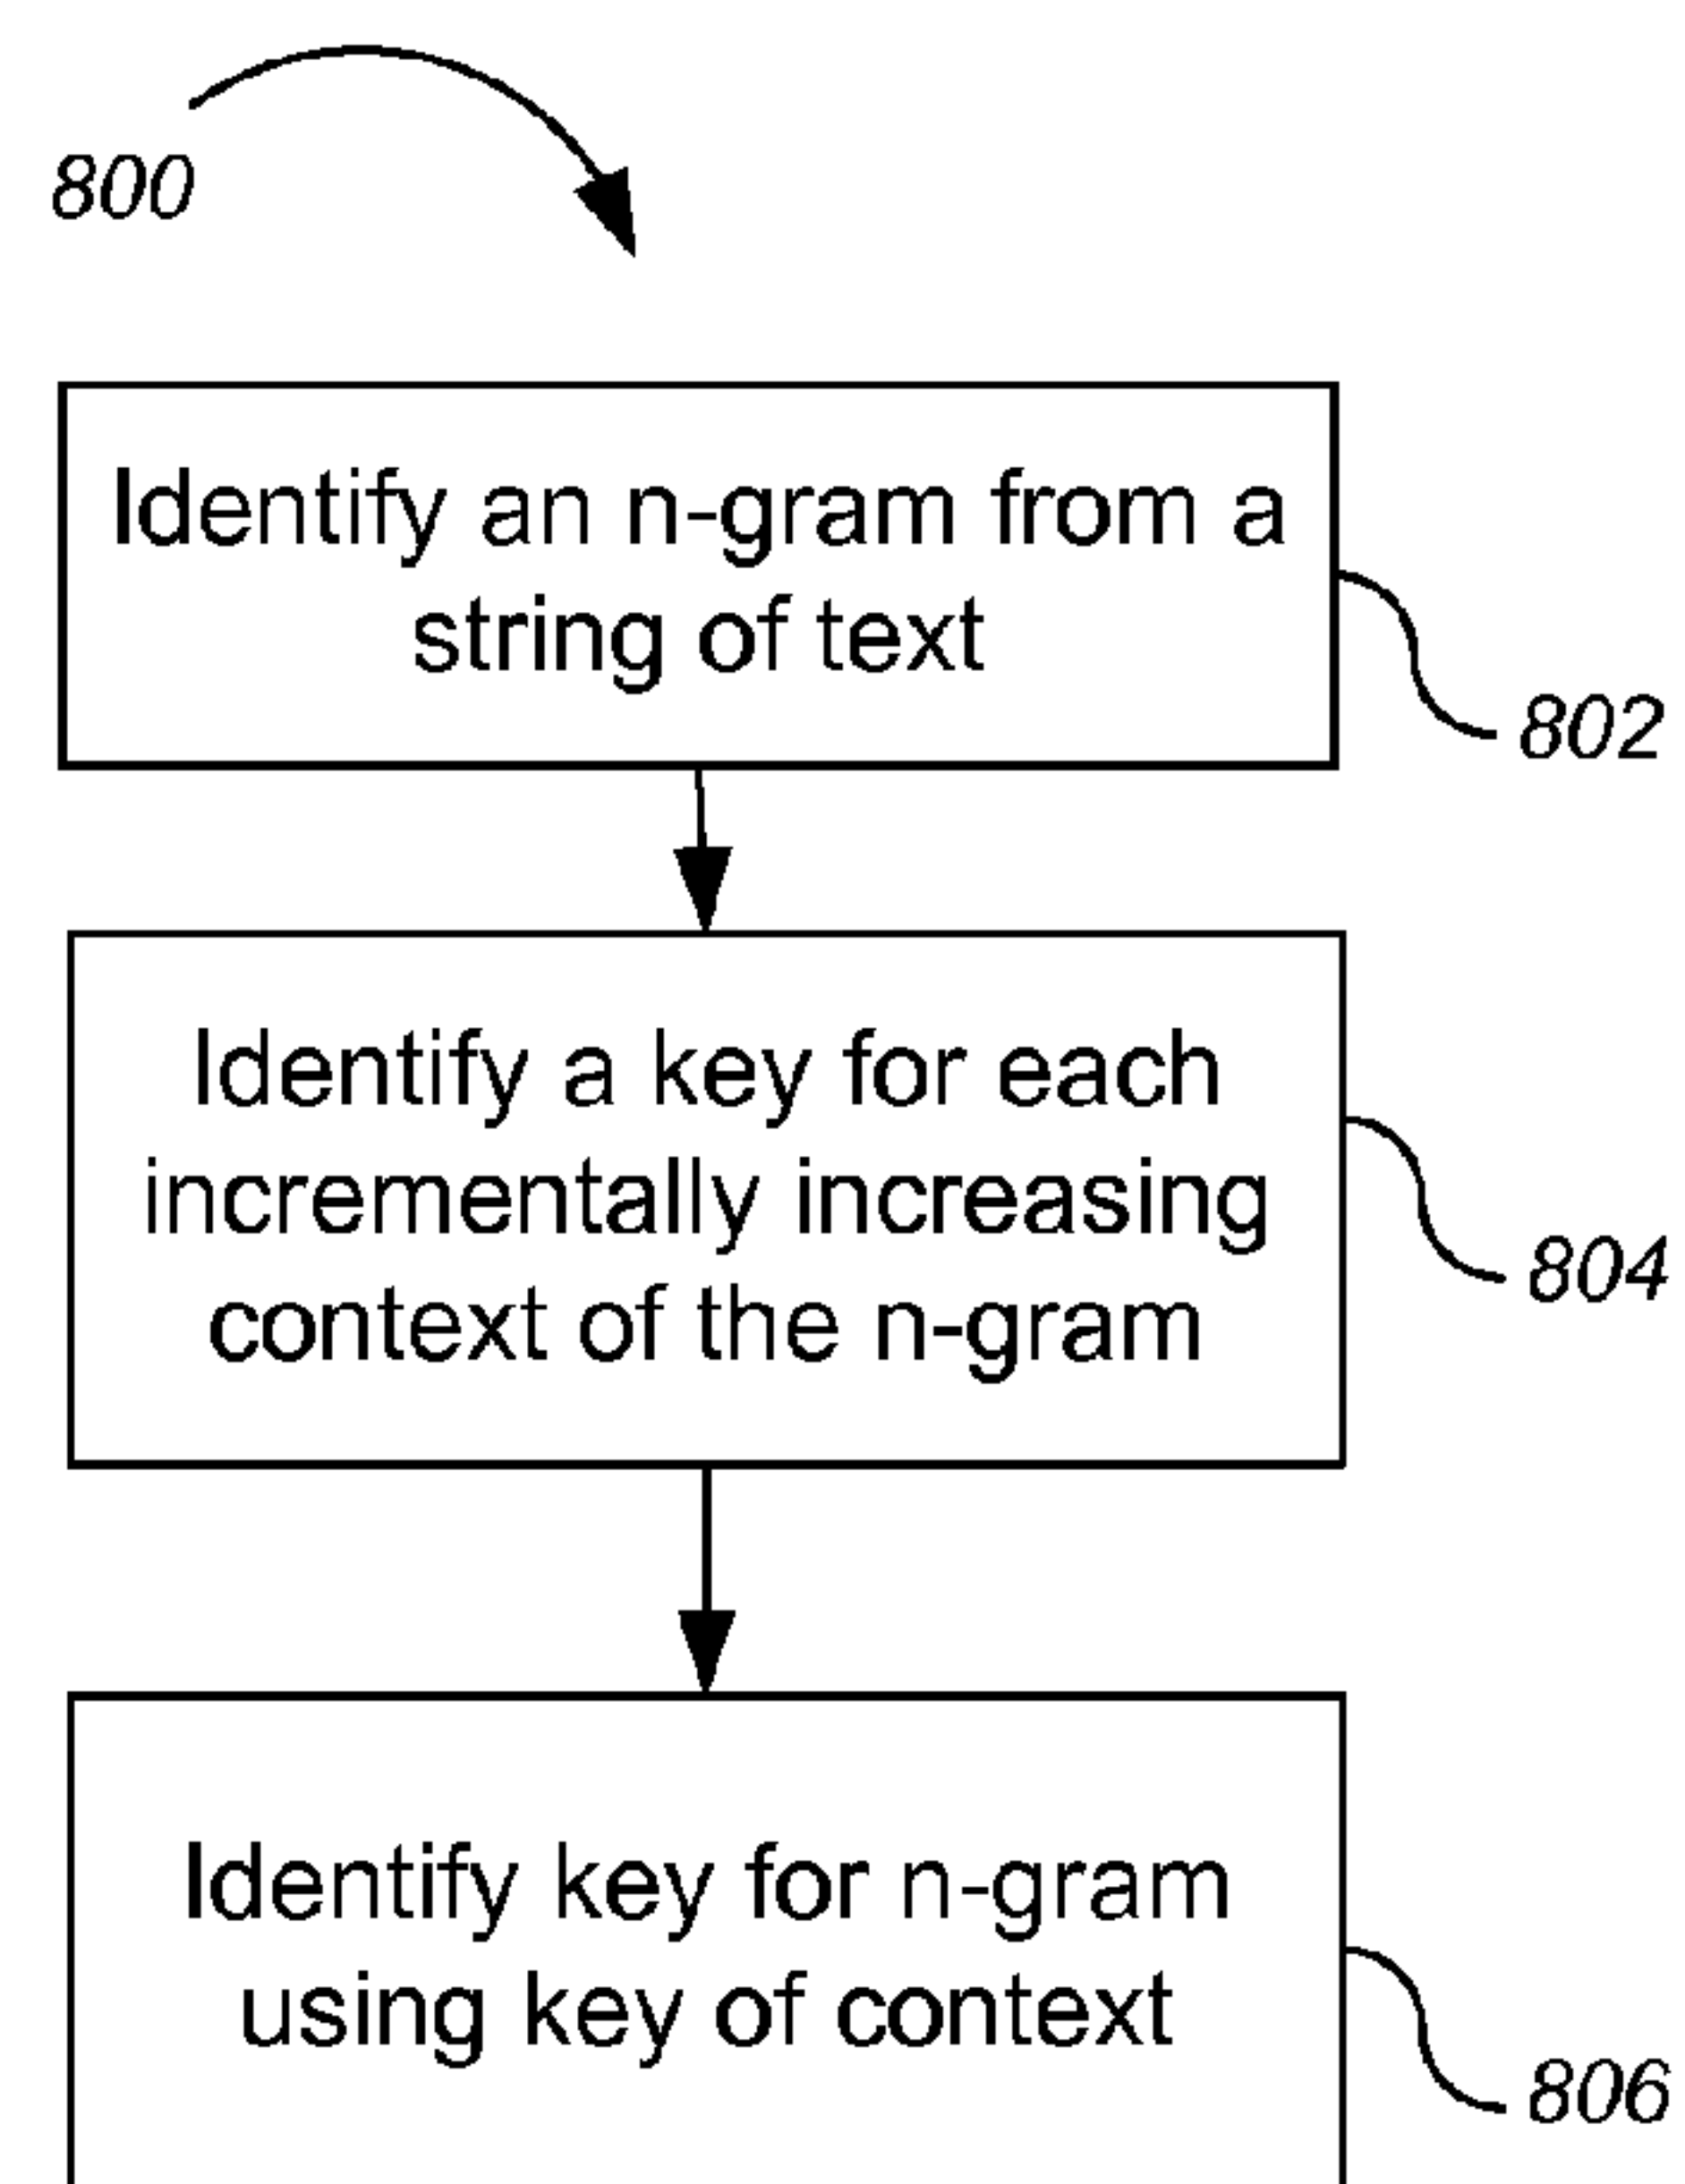 800
Identify an n-gram from a
string of text
802
Identify a key for each
incrementally increasing
context of the n-gram
804
Identify key for n-gram
using key of context
806